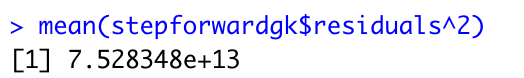 > mean(stepforwardgk$residuals^2)
[1] 7.528348e+13